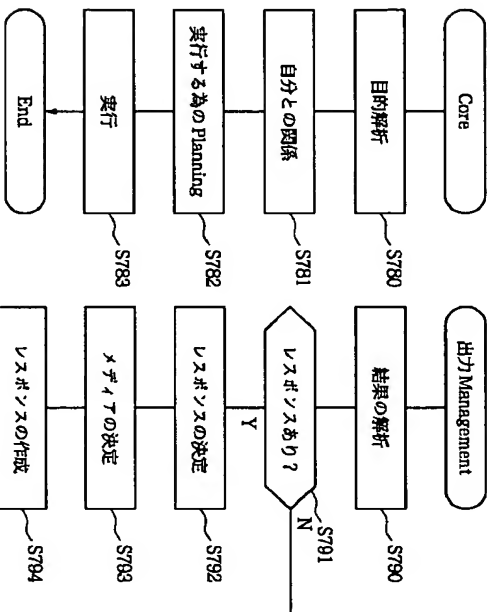 Core
目的解析
S780
自分との関係
S781
実行する為のPlanning
S782
実行
S783
End
出力Management
結果の解析
S790
レスポンスあり?
S791
N
Y
レスポンスの決定
S792
メディアの決定
S793
レスポンスの作成
S794